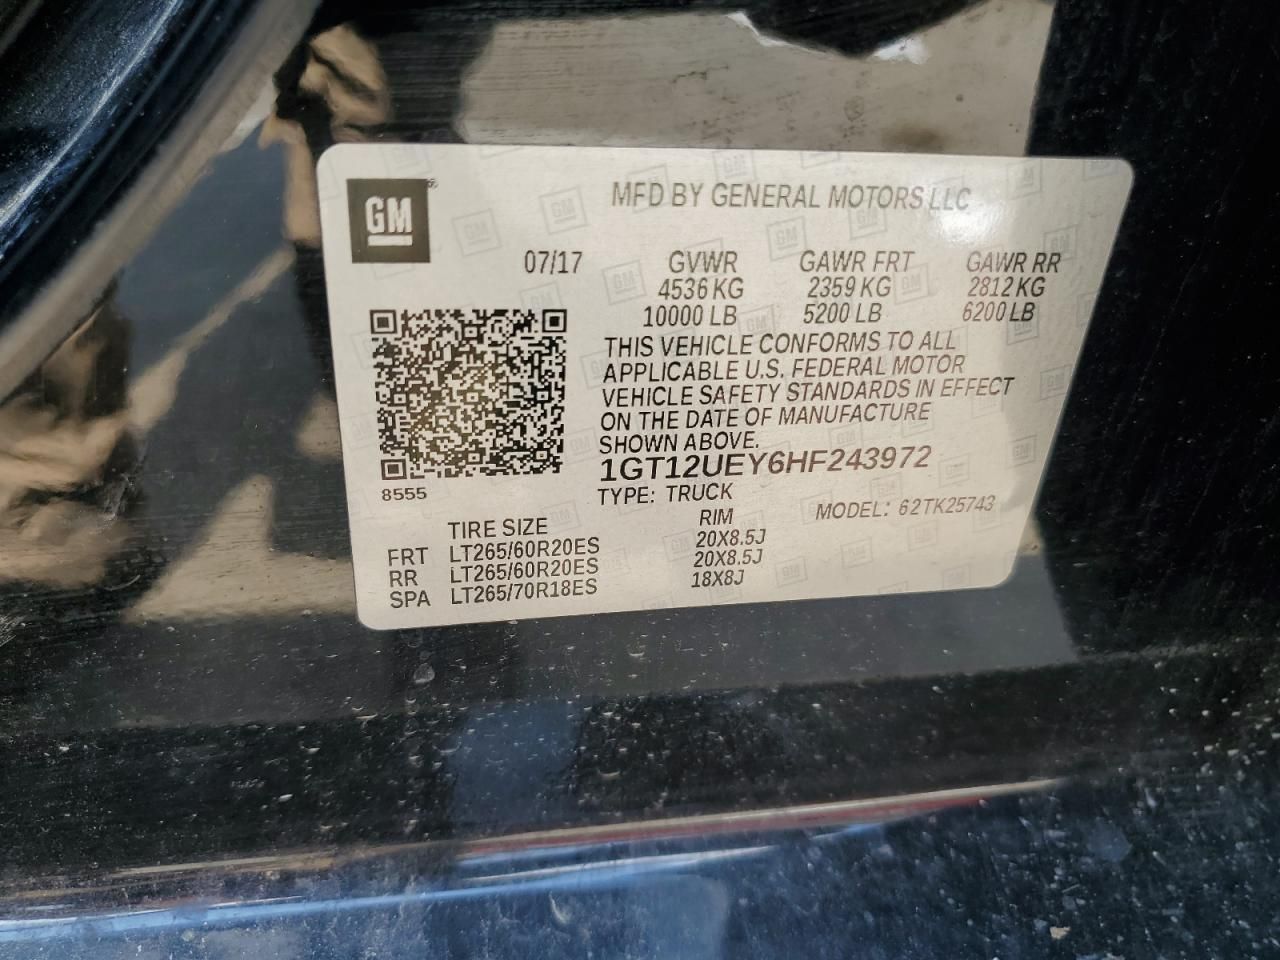 GM
MFD BY GENERAL MOTORS LLC
07/17 GVWR GAWR FRT GAWR RR
4536 KG 2359 KG 2812 KG
10000 LB 5200 LB 6200 LB
THIS VEHICLE CONFORMS TO ALL
APPLICABLE U.S. FEDERAL MOTOR
VEHICLE SAFETY STANDARDS IN EFFECT
ON THE DATE OF MANUFACTURE
SHOWN ABOVE.
1GT12UEY6HF243972
8555
TYPE: TRUCK MODEL: 62TK25743
TIRE SIZE RIM
FRT LT265/60R20ES 20X8.5J
RR LT265/60R20ES 20X8.5J
SPA LT265/70R18ES 18X8J